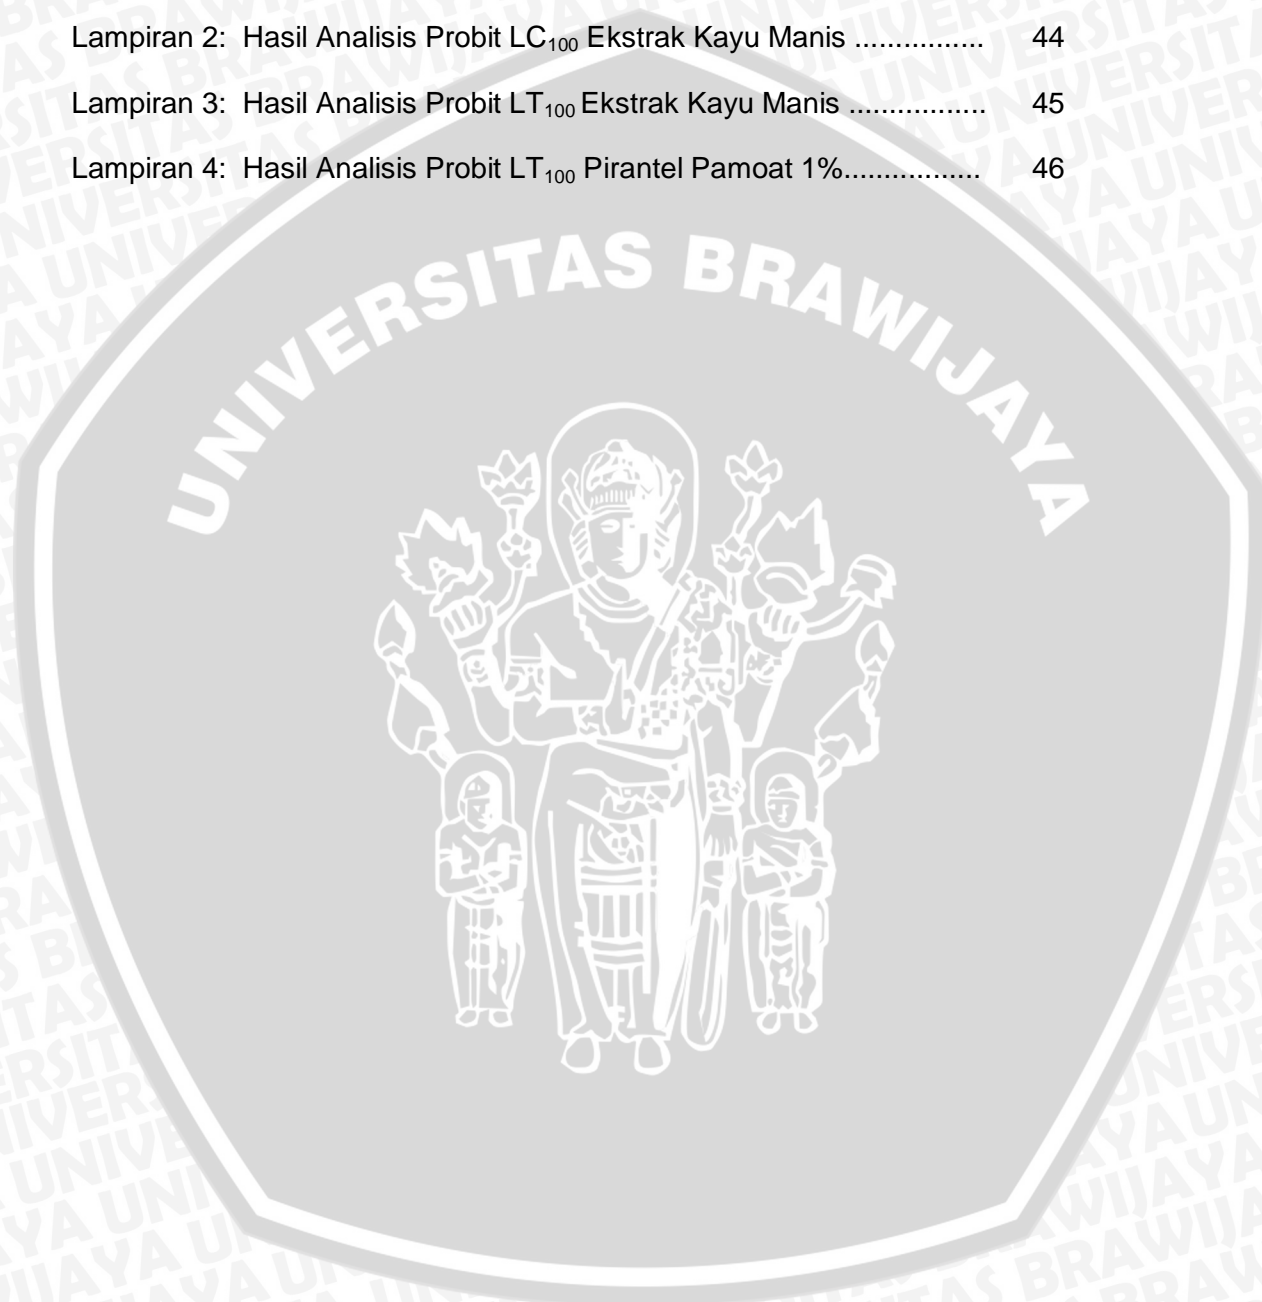 Lampiran 2: Hasil Analisis Probit LC100 Ekstrak Kayu Manis ............... 44
Lampiran 3: Hasil Analisis Probit LT100 Ekstrak Kayu Manis ................. 45
Lampiran 4: Hasil Analisis Probit LT100 Pirantel Pamoat 1%................. 46
UNIVERSITAS BRAWIJAYA